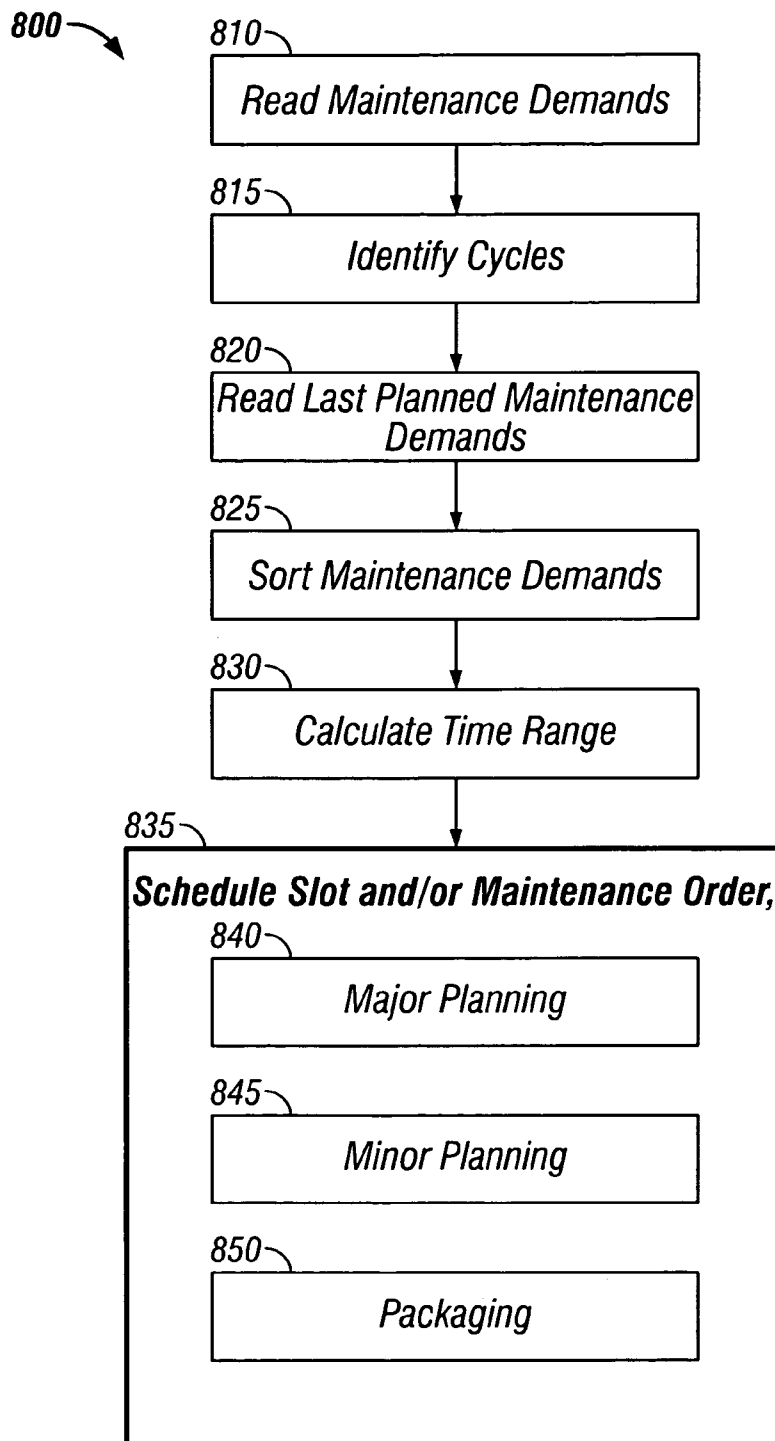 800
810
Read Maintenance Demands
815
Identify Cycles
820
Read Last Planned Maintenance
Demands
825
Sort Maintenance Demands
830
Calculate Time Range
835
Schedule Slot and/or Maintenance Order,
840
Major Planning
845
Minor Planning
850
Packaging